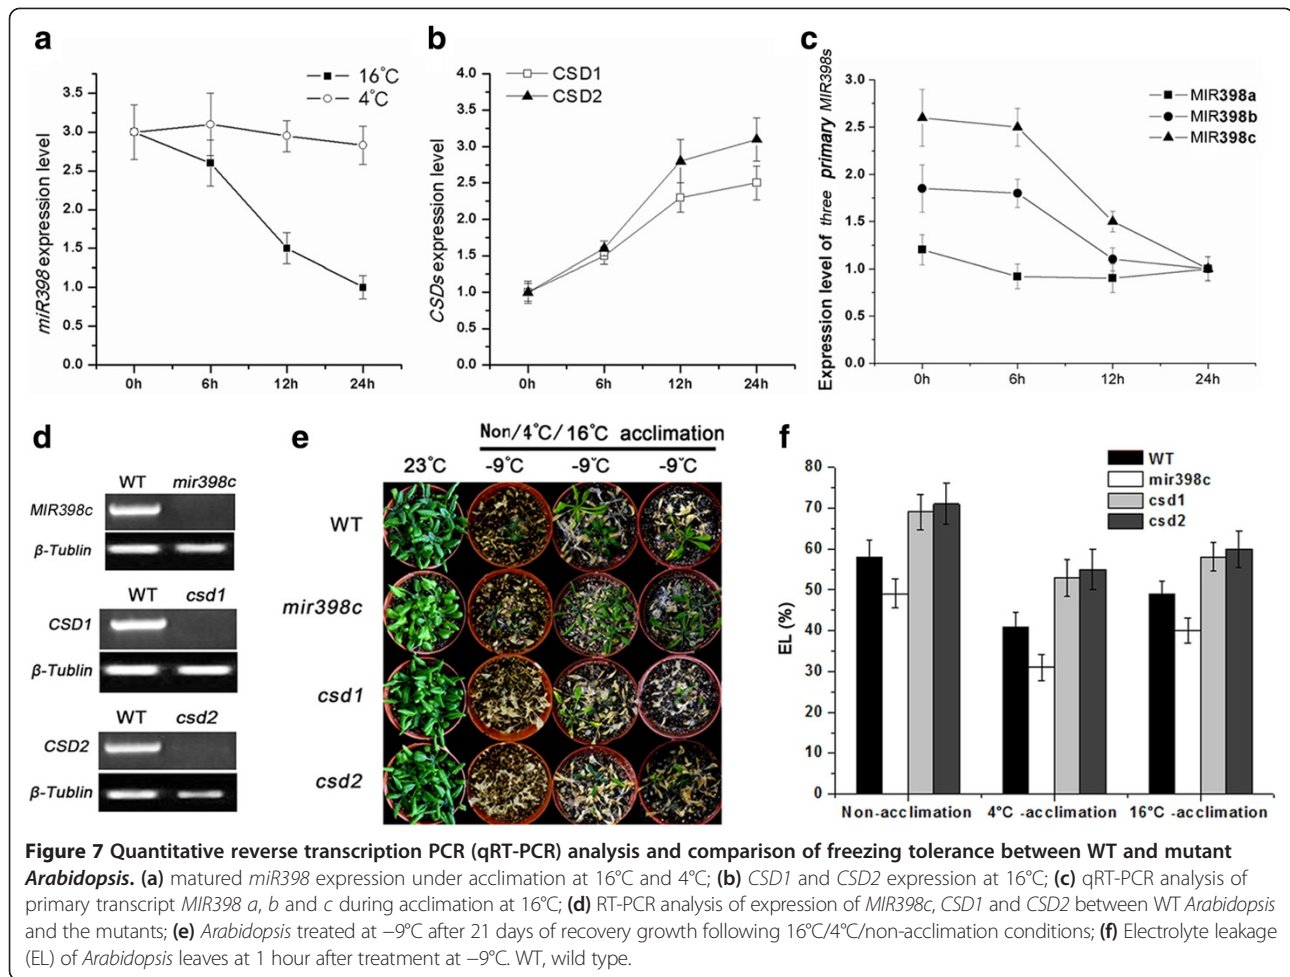 a
miR398 expression level
3.5
3.0
2.5
2.0
1.5
1.0
0.5
0.0
16°C
4°C
0h 6h 12h 24h
b
CSDs expression level
4.0
3.5
3.0
2.5
2.0
1.5
1.0
0.5
0.0
CSD1
CSD2
0h 6h 12h 24h
c
Expression level of three primary MIR398s
3.0
2.5
2.0
1.5
1.0
0.5
0.0
MIR398a
MIR398b
MIR398c
0h 6h 12h 24h
d
WT mir398c
MIR398c
β-Tublin
WT csd1
CSD1
β-Tublin
WT csd2
CSD2
β-Tublin
e
Non/4°C/16°C acclimation
23°C -9°C -9°C -9°C
WT
mir398c
csd1
csd2
f
EL (%)
80
70
60
50
40
30
20
10
0
WT
mir398c
csd1
csd2
Non-acclimation 4°C -acclimation 16°C -acclimation
Figure 7 Quantitative reverse transcription PCR (qRT-PCR) analysis and comparison of freezing tolerance between WT and mutant
Arabidopsis. (a) matured miR398 expression under acclimation at 16°C and 4°C; (b) CSD1 and CSD2 expression at 16°C; (c) qRT-PCR analysis of
primary transcript MIR398 a, b and c during acclimation at 16°C; (d) RT-PCR analysis of expression of MIR398c, CSD1 and CSD2 between WT Arabidopsis
and the mutants; (e) Arabidopsis treated at −9°C after 21 days of recovery growth following 16°C/4°C/non-acclimation conditions; (f) Electrolyte leakage
(EL) of Arabidopsis leaves at 1 hour after treatment at −9°C. WT, wild type.